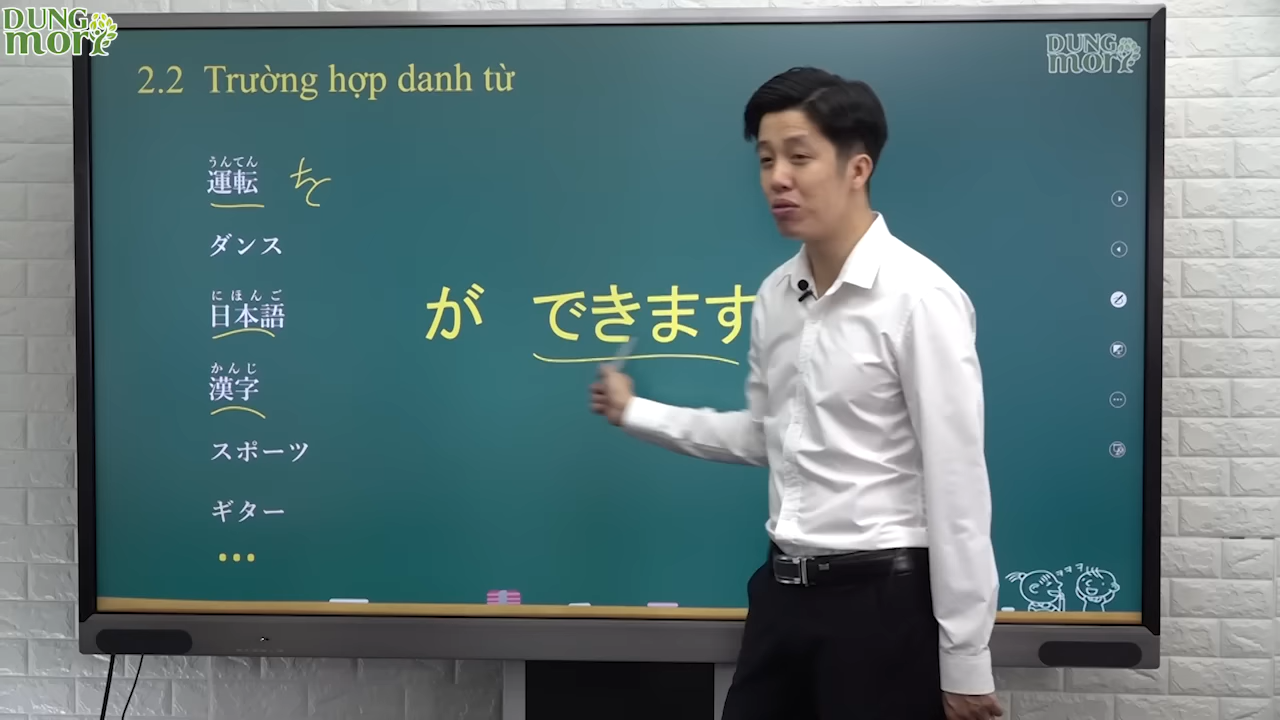 DUNG
mori
DUNG
mori
2.2 Trường hợp danh từ
うんてん
運転 を
ダンス
にほんご
日本語
が できます
かんじ
漢字
スポーツ
ギター
...